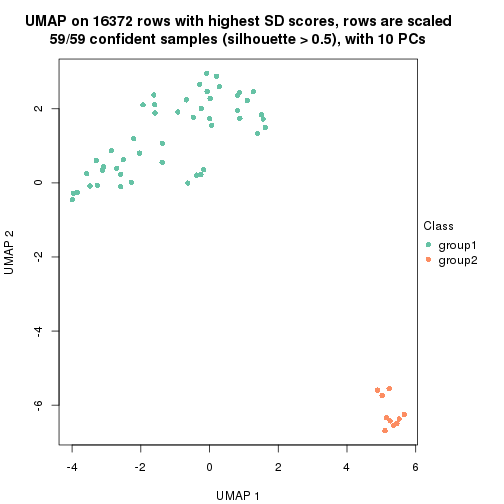 UMAP on 16372 rows with highest SD scores, rows are scaled
59/59 confident samples (silhouette > 0.5), with 10 PCs
2
0
-2
-4
-6
UMAP 2
Class
group1
group2
-4 -2 0 2 4 6
UMAP 1